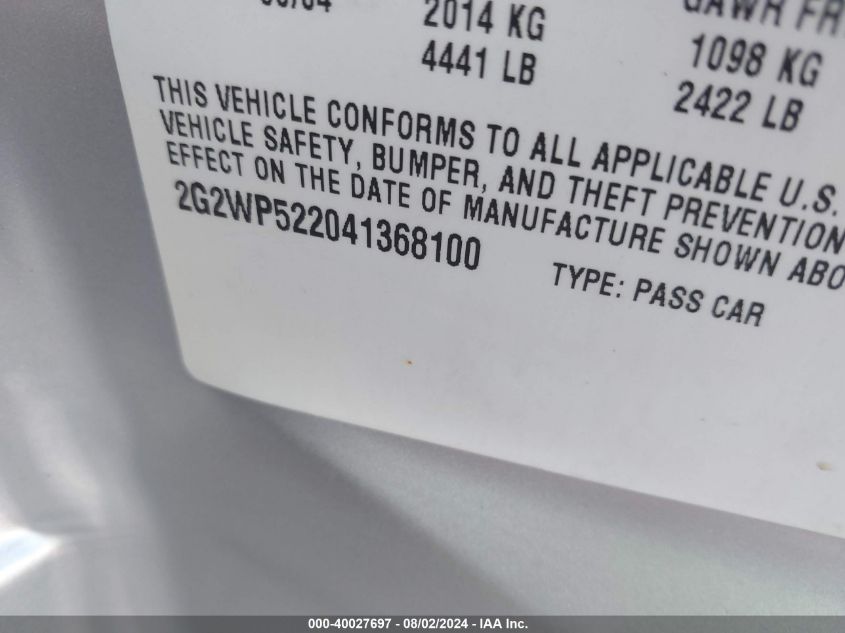 2014 KG
4441 LB
GAWR FR
1098 KG
2422 LB
THIS VEHICLE CONFORMS TO ALL APPLICABLE U.S.
VEHICLE SAFETY, BUMPER, AND THEFT PREVENTION
EFFECT ON THE DATE OF MANUFACTURE SHOWN ABO
2G2WP522041368100
TYPE: PASS CAR
000-40027697 - 08/02/2024 - IAA Inc.